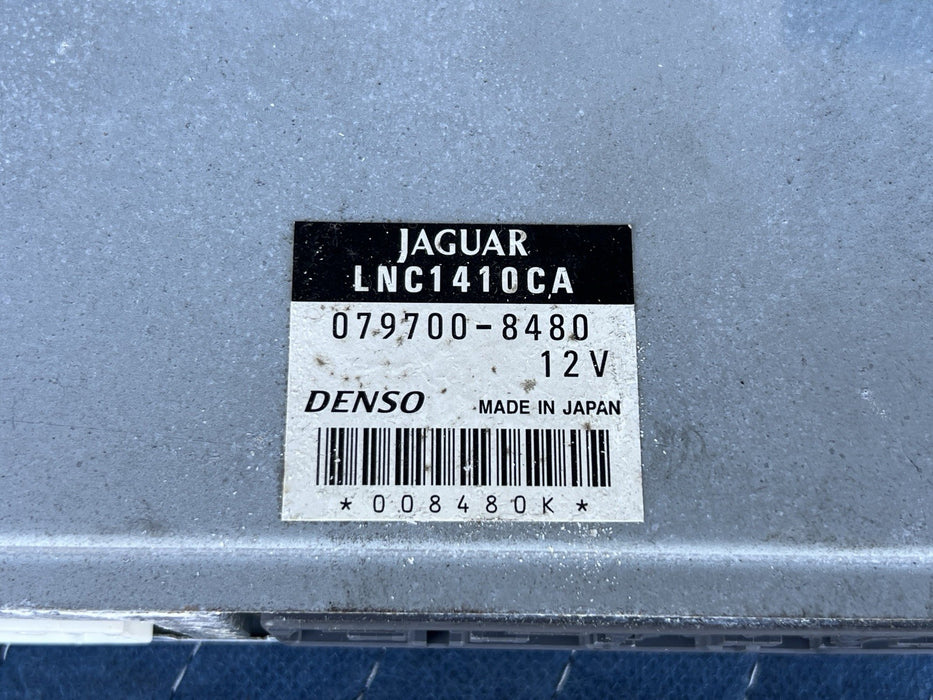 JAGUAR
LNC1410CA
079700-8480
12V
DENSO MADE IN JAPAN
*008480K*